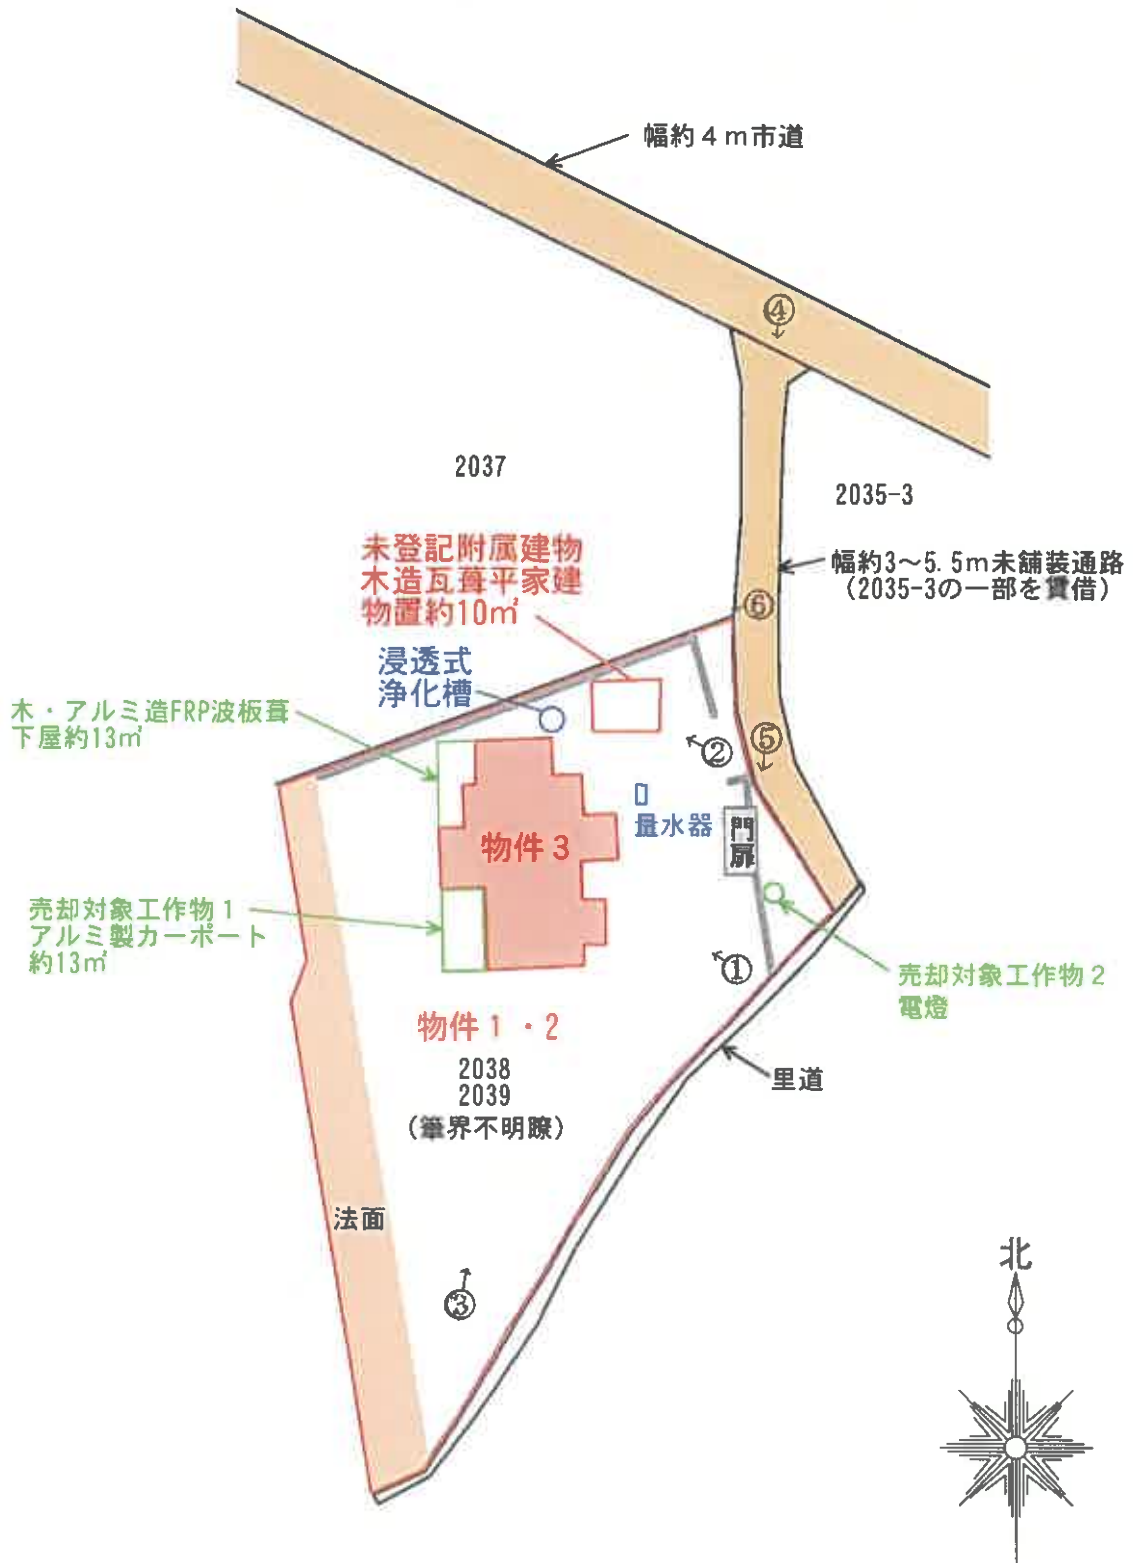 幅約4m市道
④
2037
2035-3
未登記附属建物
木造瓦葺平家建
物置約10㎡
幅約3～5.5m未舗装通路
(2035-3の一部を賃借)
⑥
浸透式
浄化槽
木・アルミ造FRP波板葺
下屋約13㎡
②
⑤
量水器
門扉
物件3
売却対象工作物1
アルミ製カーポート
約13㎡
①
売却対象工作物2
電燈
物件1・2
2038
2039
(筆界不明瞭)
里道
法面
③
北